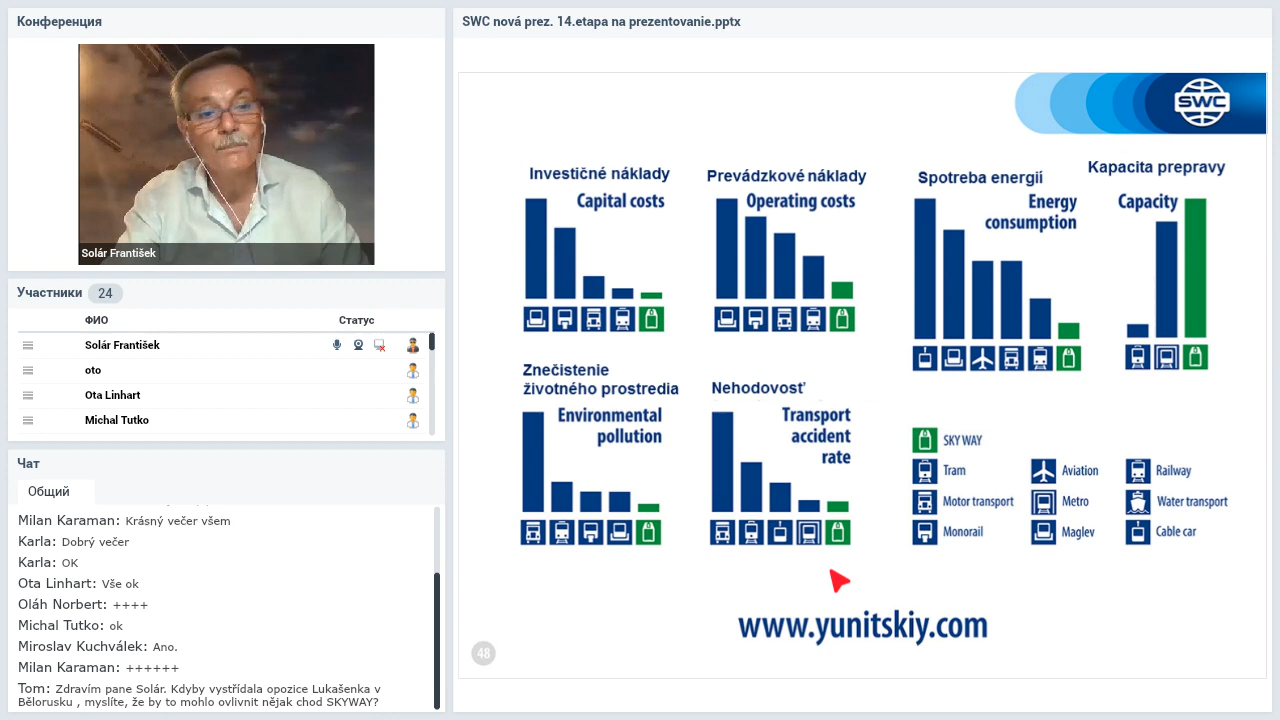 Конференция
Solár František
Участники 24
ФИО Статус
Solár František
oto
Ota Linhart
Michal Tutko
Чат
Общий
Milan Karaman: Krásný večer všem
Karla: Dobrý večer
Karla: OK
Ota Linhart: Vše ok
Oláh Norbert: ++++
Michal Tutko: ok
Miroslav Kuchválek: Ano.
Milan Karaman: ++++++
Tom: Zdravím pane Solár. Kdyby vystřídala opozice Lukašenka v
Bělorusku , myslíte, že by to mohlo ovlivnit nějak chod SKYWAY?
SWC nová prez. 14.etapa na prezentovanie.pptx
SWC
Investičné náklady
Capital costs
Prevádzkové náklady
Operating costs
Spotreba energií
Energy
consumption
Kapacita prepravy
Capacity
Znečistenie
životného prostredia
Environmental
pollution
Nehodovosť
Transport
accident
rate
SKY WAY
Tram
Aviation
Railway
Motor transport
Metro
Water transport
Monorail
Maglev
Cable car
www.yunitskiy.com
48